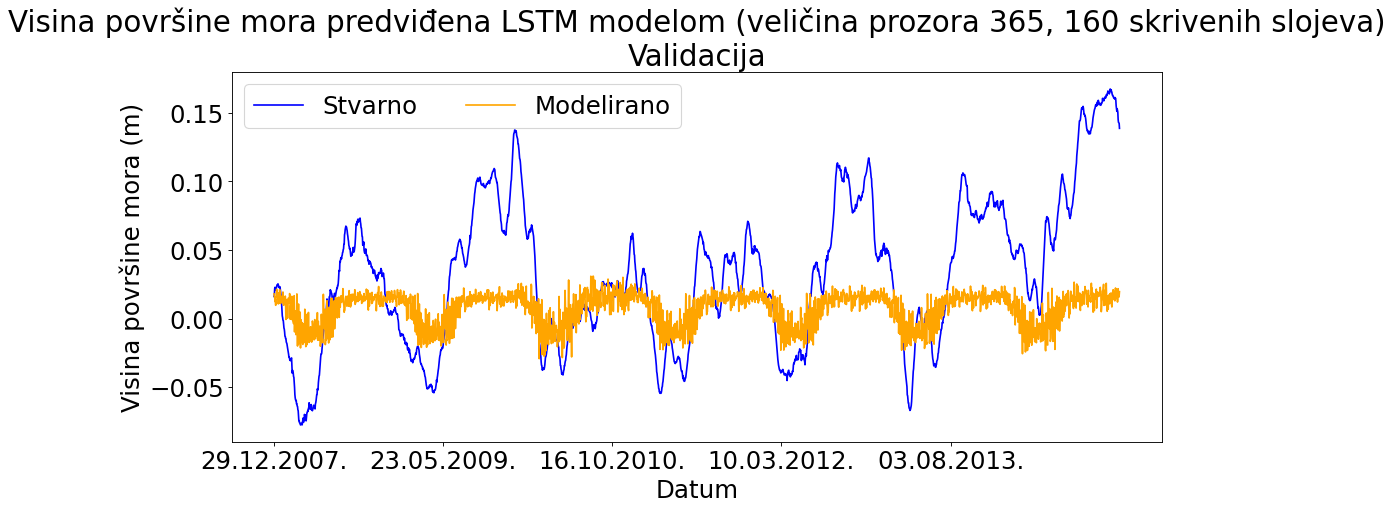 Visina površine mora predviđena LSTM modelom (veličina prozora 365, 160 skrivenih slojeva)
Validacija
Stvarno Modelirano
Visina površine mora (m)
0.15
0.10
0.05
0.00
−0.05
29.12.2007. 23.05.2009. 16.10.2010. 10.03.2012. 03.08.2013.
Datum